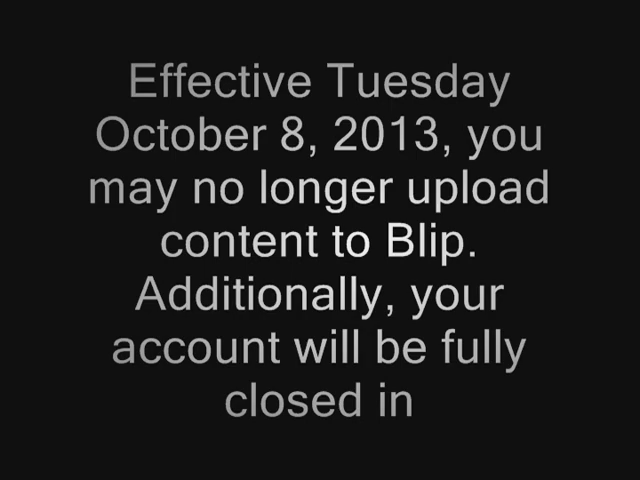 Effective Tuesday
October 8, 2013, you
may no longer upload
content to Blip.
Additionally, your
account will be fully
closed in